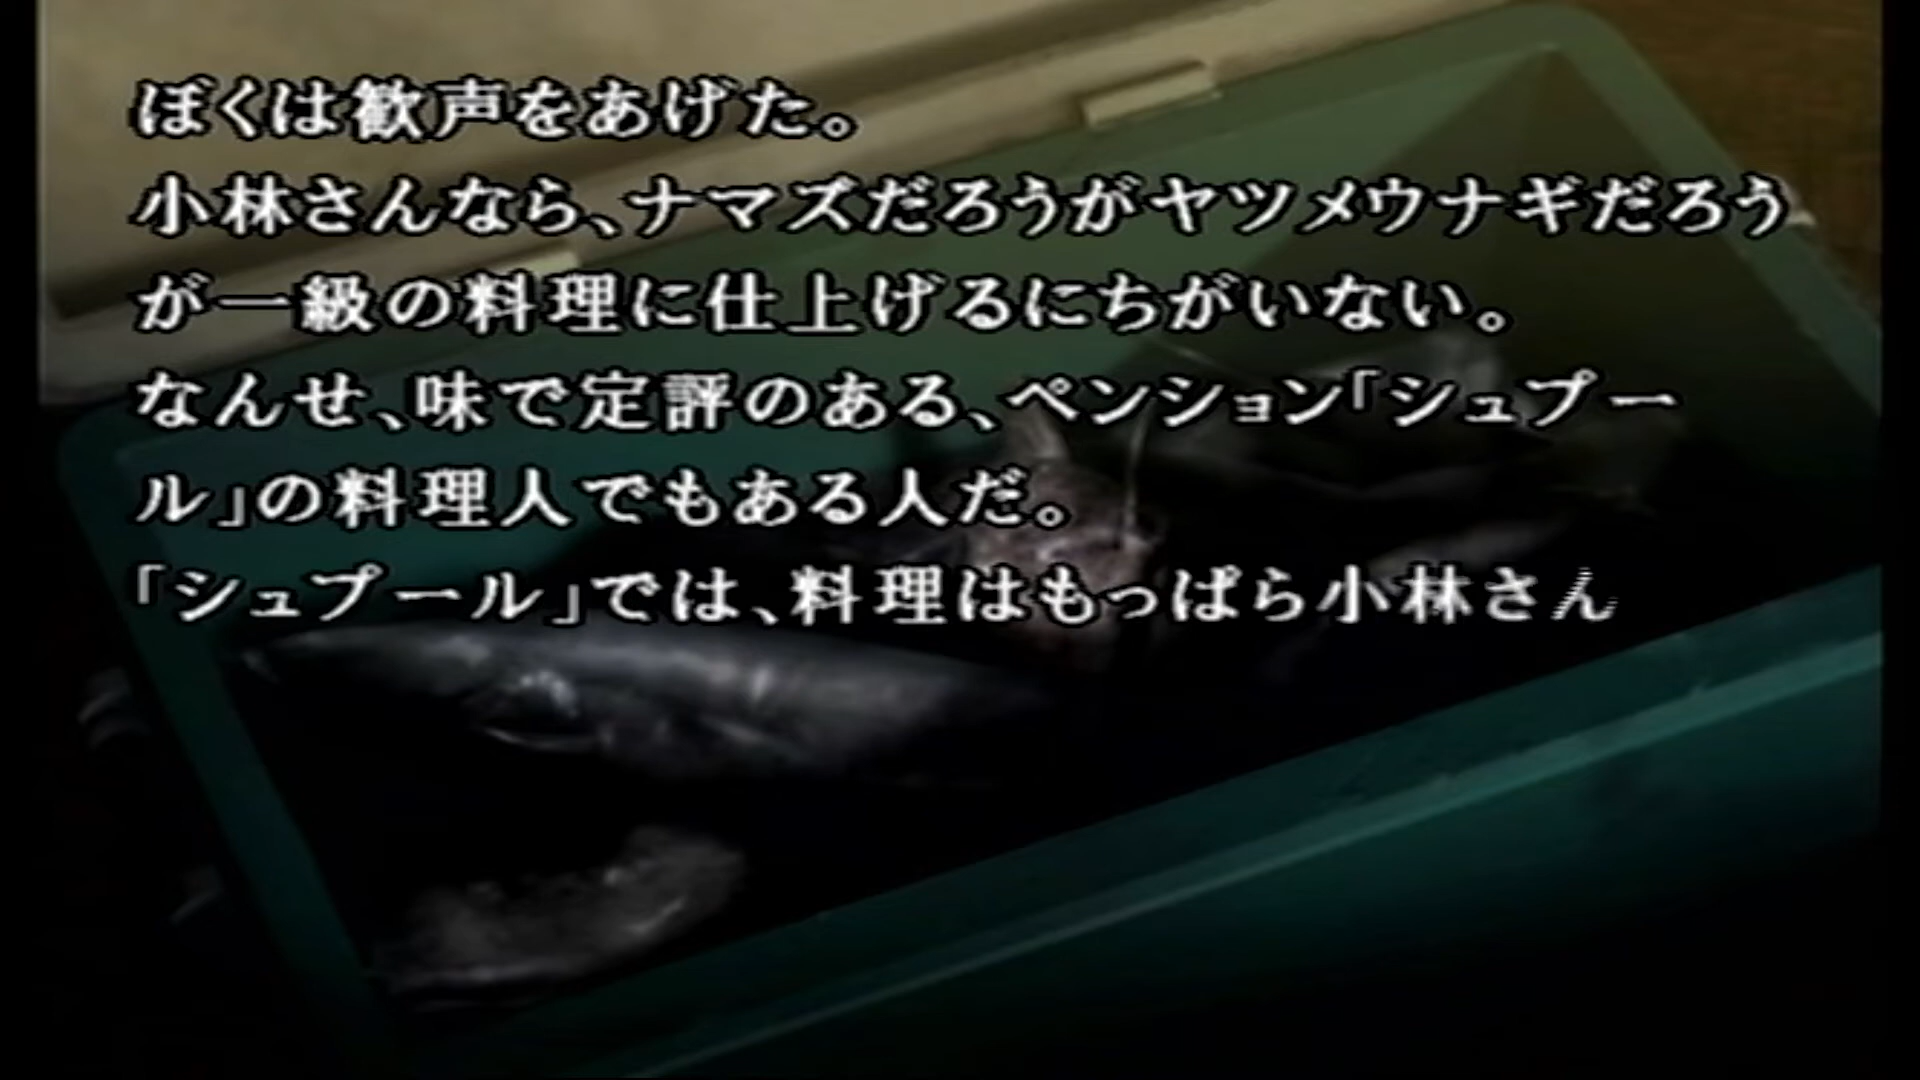 ぼくは歓声をあげた。
小林さんなら、ナマズだろうがヤツメウナギだろう
が一級の料理に仕上げるにちがいない。
なんせ、味で定評のある、ペンション「シュプー
ル」の料理人でもある人だ。
「シュプール」では、料理はもっぱら小林さん